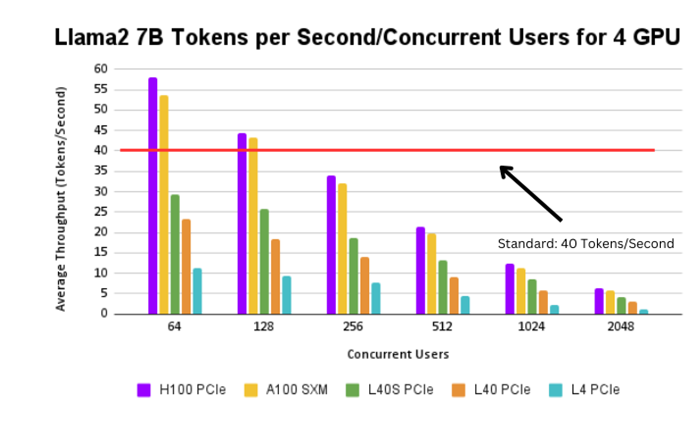 Llama2 7B Tokens per Second/Concurrent Users for 4 GPU
Average Throughput (Tokens/Second)
60
55
50
45
40
35
30
25
20
15
10
5
0
Standard: 40 Tokens/Second
64 128 256 512 1024 2048
Concurrent Users
H100 PCIe A100 SXM L40S PCIe L40 PCIe L4 PCIe